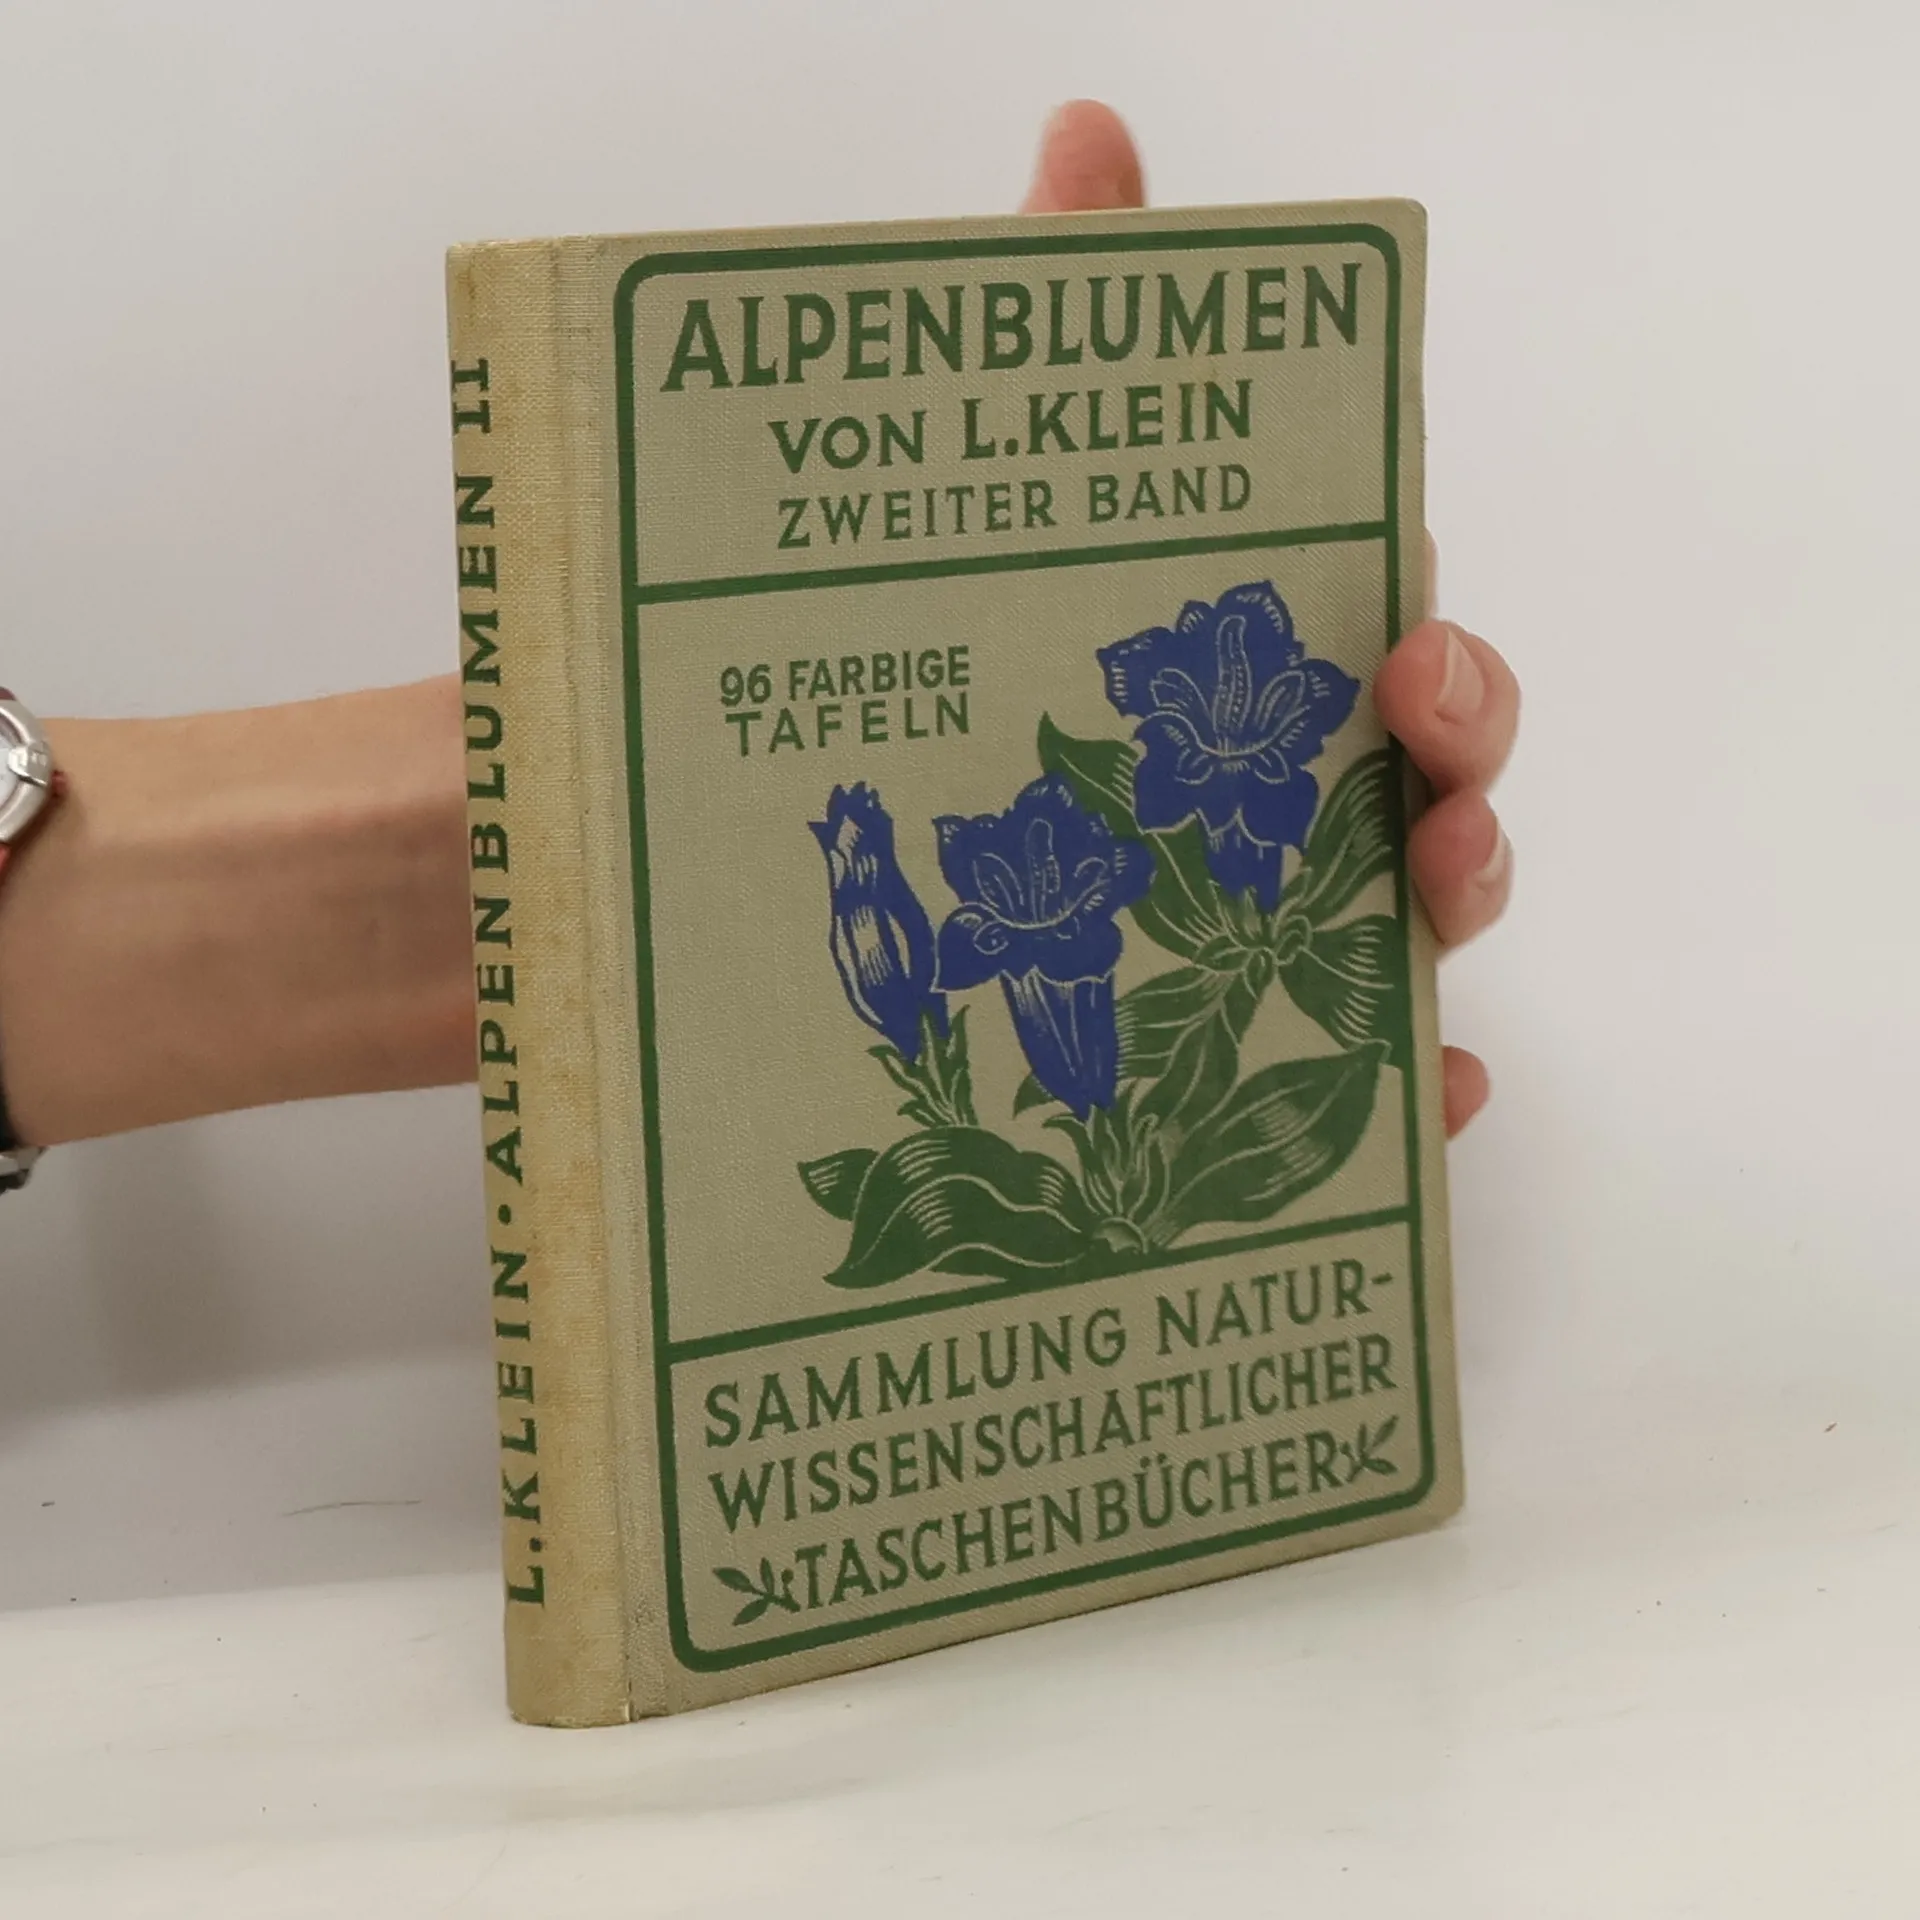 ALPENBLUMEN
VON L.KLEIN
ZWEITER BAND
96 FARBIGE
TAFELN
SAMMLUNG NATUR-
WISSENSCHAFTLICHER
TASCHENBÜCHER
L.KLEIN · ALPENBLUMEN II